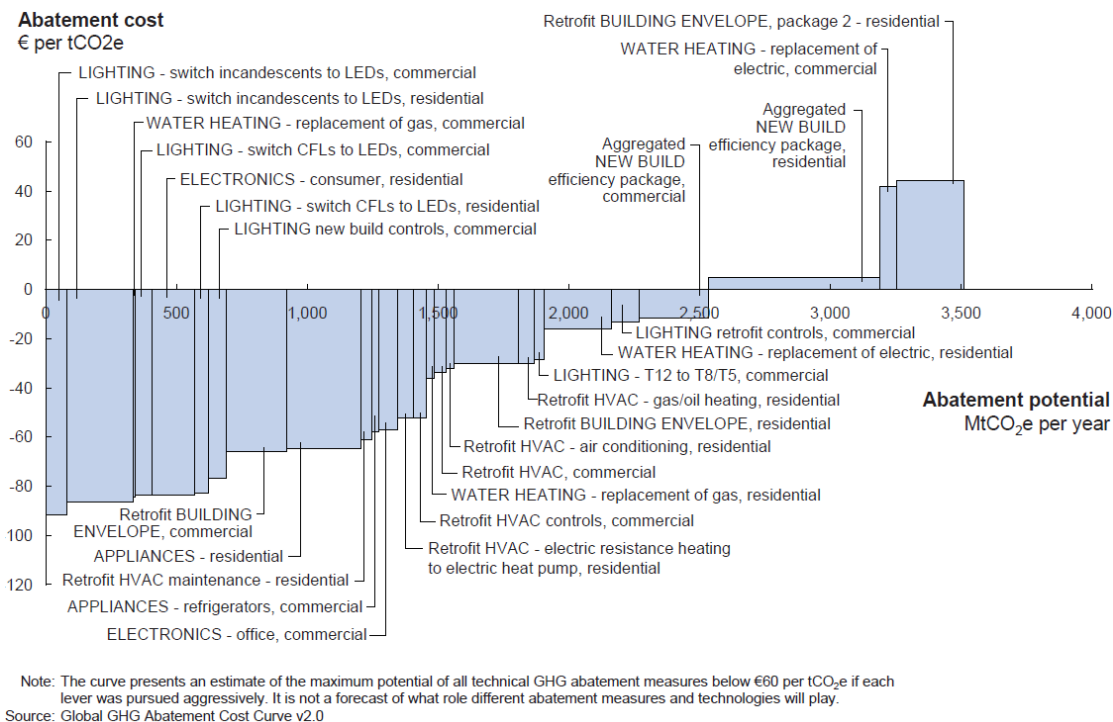 Abatement cost
€ per tCO2e
Retrofit BUILDING ENVELOPE, package 2 - residential
WATER HEATING - replacement of
electric, commercial
LIGHTING - switch incandescents to LEDs, commercial
LIGHTING - switch incandescents to LEDs, residential
WATER HEATING - replacement of gas, commercial
LIGHTING - switch CFLs to LEDs, commercial
ELECTRONICS - consumer, residential
LIGHTING - switch CFLs to LEDs, residential
LIGHTING new build controls, commercial
Aggregated
NEW BUILD
efficiency package,
commercial
Aggregated
NEW BUILD
efficiency package,
residential
60
40
20
0
-20
-40
-60
-80
100
120
0
500
1,000
1,500
2,000
2,500
3,000
3,500
4,000
LIGHTING retrofit controls, commercial
WATER HEATING - replacement of electric, residential
LIGHTING - T12 to T8/T5, commercial
Retrofit HVAC - gas/oil heating, residential
Retrofit BUILDING ENVELOPE, residential
Retrofit HVAC - air conditioning, residential
Retrofit HVAC, commercial
WATER HEATING - replacement of gas, residential
Retrofit HVAC controls, commercial
Retrofit HVAC - electric resistance heating
to electric heat pump, residential
Abatement potential
MtCO₂e per year
Retrofit BUILDING
ENVELOPE, commercial
APPLIANCES - residential
Retrofit HVAC maintenance - residential
APPLIANCES - refrigerators, commercial
ELECTRONICS - office, commercial
Note: The curve presents an estimate of the maximum potential of all technical GHG abatement measures below €60 per tCO₂e if each
lever was pursued aggressively. It is not a forecast of what role different abatement measures and technologies will play.
Source: Global GHG Abatement Cost Curve v2.0